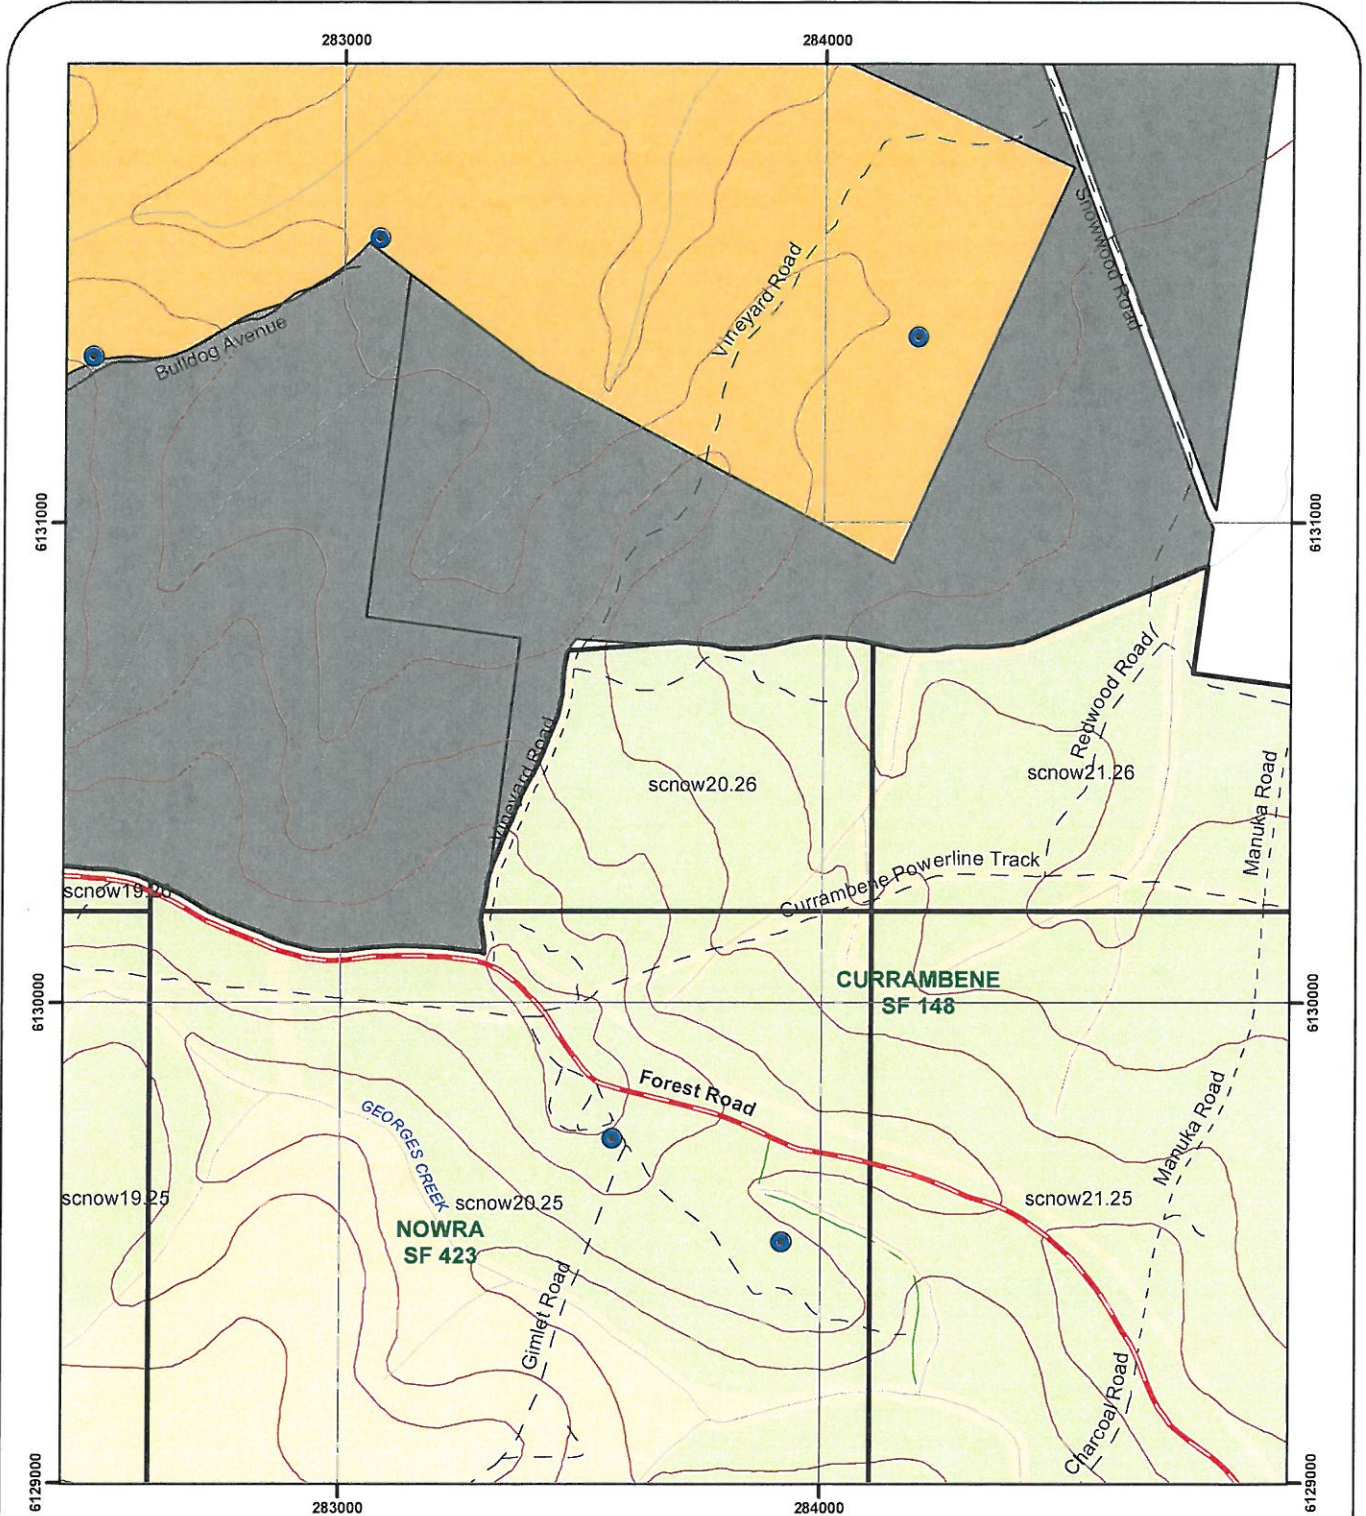 283000
284000
Snowwood Road
Vineyard Road
Bulldog Avenue
6131000
6131000
Redwood Road
Vineyard Road
scnow20.26
scnow21.26
Manuka Road
Currambene Powerline Track
scnow19.26
CURRAMBENE
SF 148
6130000
6130000
Forest Road
GEORGES CREEK
Manuka Road
scnow19.25
scnow20.25
scnow21.25
NOWRA
SF 423
Gimlet Road
Charcoal Road
6129000
6129000
283000
284000